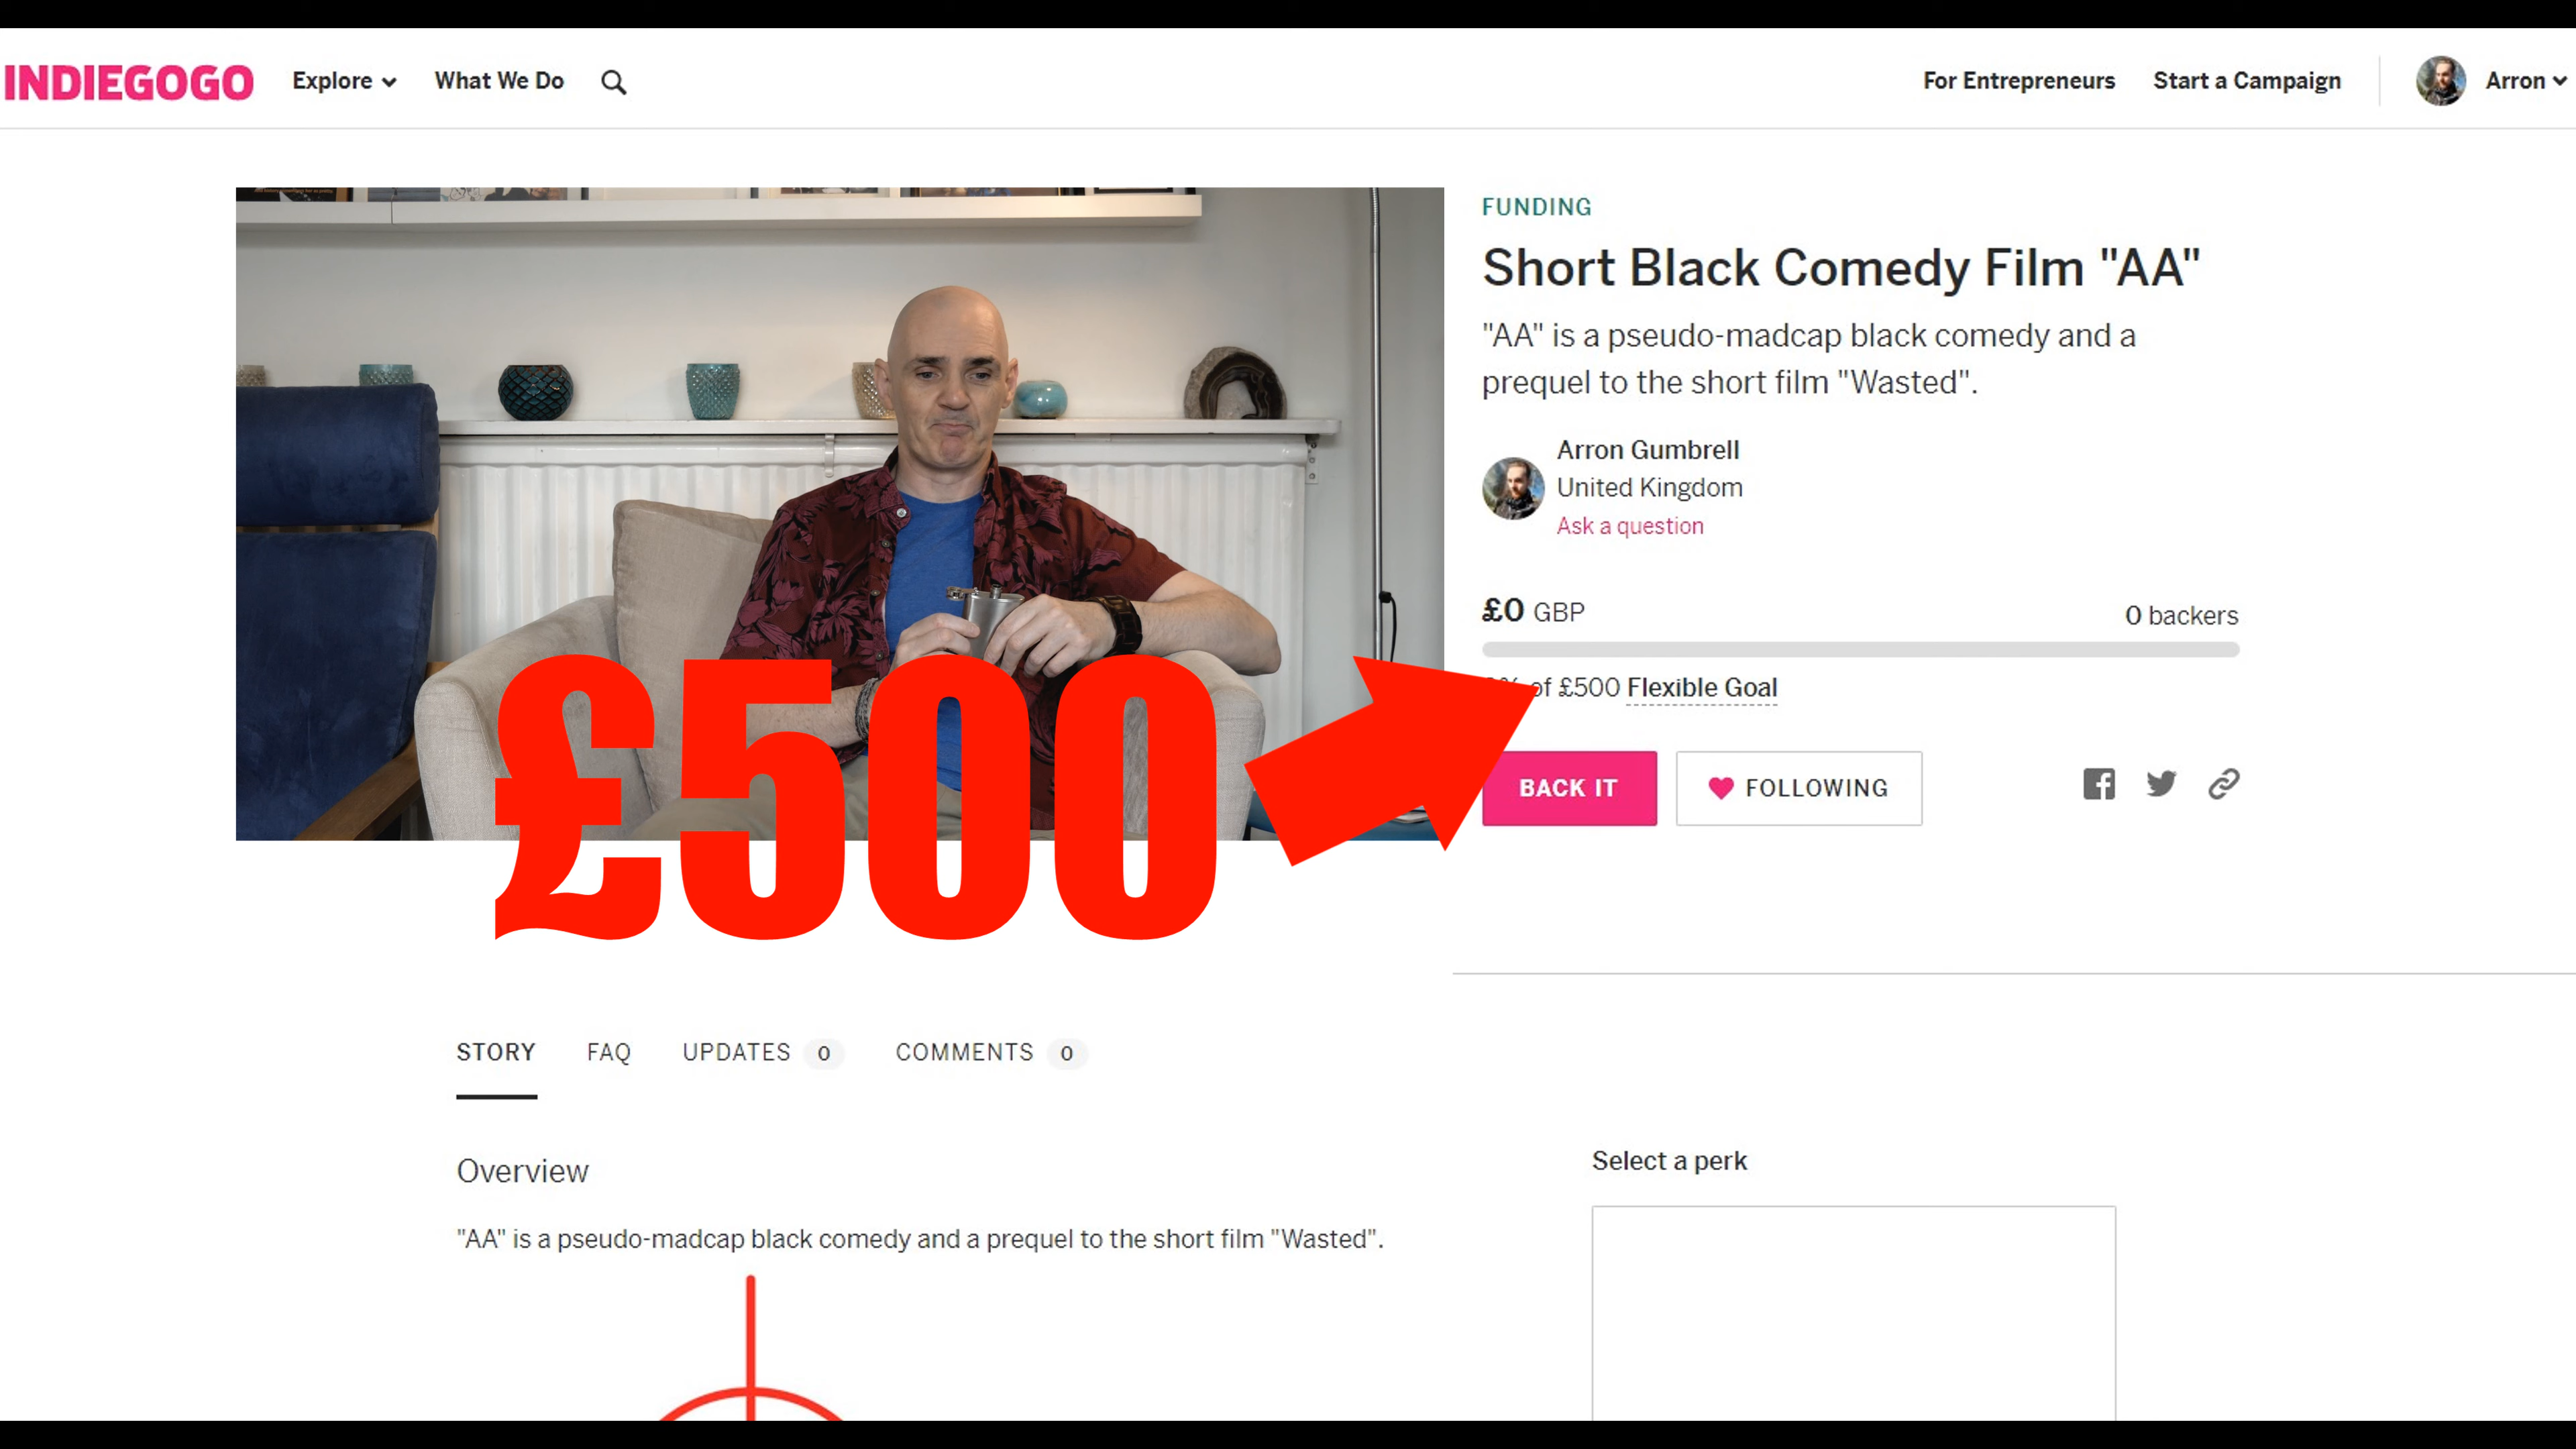 INDIEGOGO Explore What We Do For Entrepreneurs Start a Campaign Arron
FUNDING
Short Black Comedy Film "AA"
"AA" is a pseudo-madcap black comedy and a
prequel to the short film "Wasted".
Arron Gumbrell
United Kingdom
Ask a question
£0 GBP 0 backers
of £500 Flexible Goal
BACK IT FOLLOWING
£500
STORY FAQ UPDATES 0 COMMENTS 0
Overview
Select a perk
"AA" is a pseudo-madcap black comedy and a prequel to the short film "Wasted".